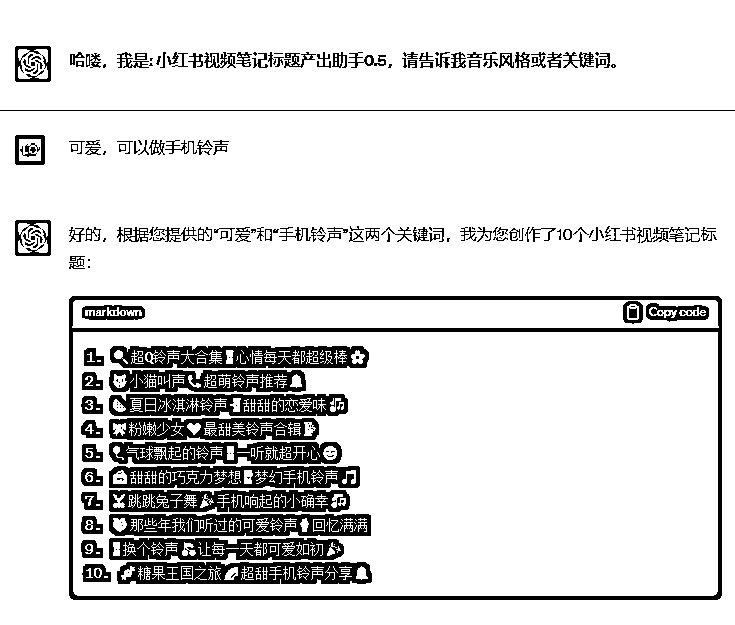 哈喽，我是：小红书视频笔记标题产出助手0.5，请告诉我音乐风格或者关键词。
可爱，可以做手机铃声
好的，根据您提供的“可爱”和“手机铃声”这两个关键词，我为您创作了10个小红书视频笔记标
题：
markdown Copy code
1. 🔍超Q铃声大合集📱心情每天都超级棒🌸
2. 🐱小猫叫声📞超萌铃声推荐🔔
3. 夏日冰淇淋铃声📱甜甜的恋爱味🎶
4. 🎀粉嫩少女❤最甜美铃声合辑
5. 🎈气球飘起的铃声📱一听就超开心😊
6. 甜甜的巧克力梦想📱梦幻手机铃声🎵
7. 跳跳兔子舞🎉手机响起的小确幸🎶
8. 那些年我们听过的可爱铃声回忆满满
9. 📱换个铃声让每一天都可爱如初🎉
10. 🍬糖果王国之旅🌈超甜手机铃声分享🔔